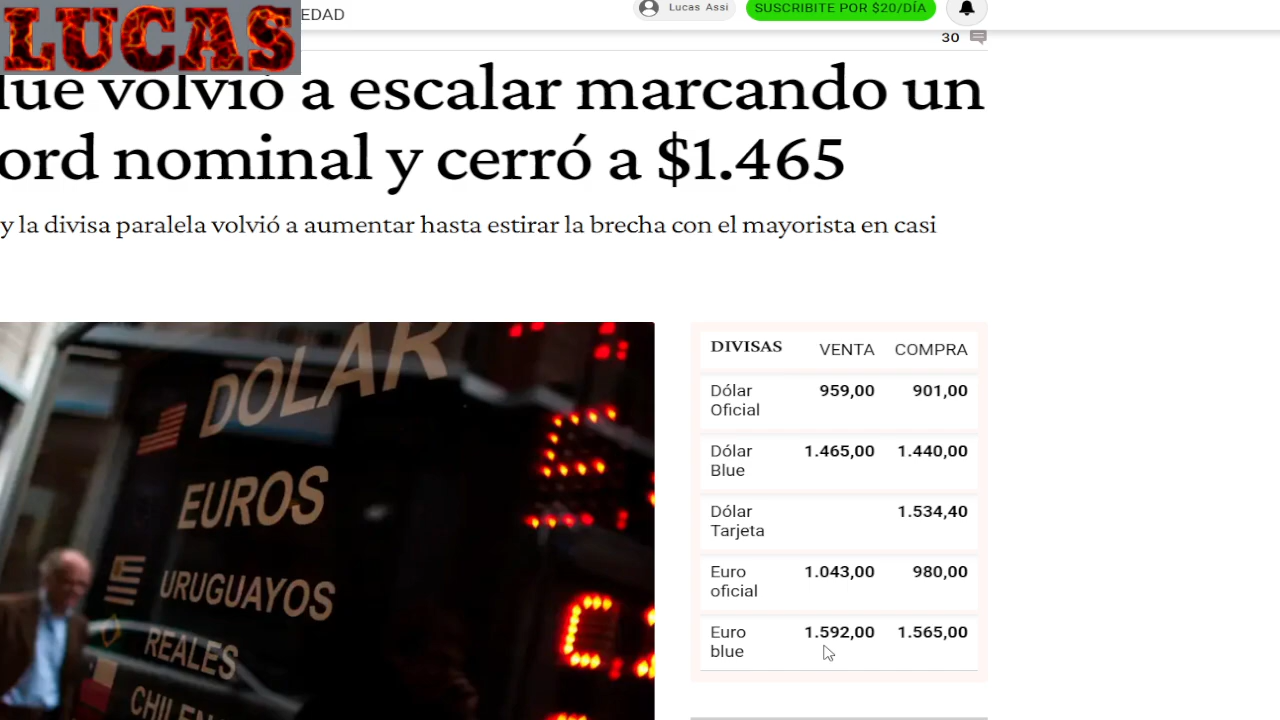 LUCAS
EDAD
Lucas Assi
SUSCRIBITE POR $20/DÍA
30
volvió a escalar marcando un
nominal y cerró a $1.465
y la divisa paralela volvió a aumentar hasta estirar la brecha con el mayorista en casi
DOLAR
EUROS
URUGUAYOS
REALES
CHILEN
DIVISAS VENTA COMPRA
Dólar
Oficial
959,00 901,00
Dólar
Blue
1.465,00 1.440,00
Dólar
Tarjeta
1.534,40
Euro
oficial
1.043,00 980,00
Euro
blue
1.592,00 1.565,00